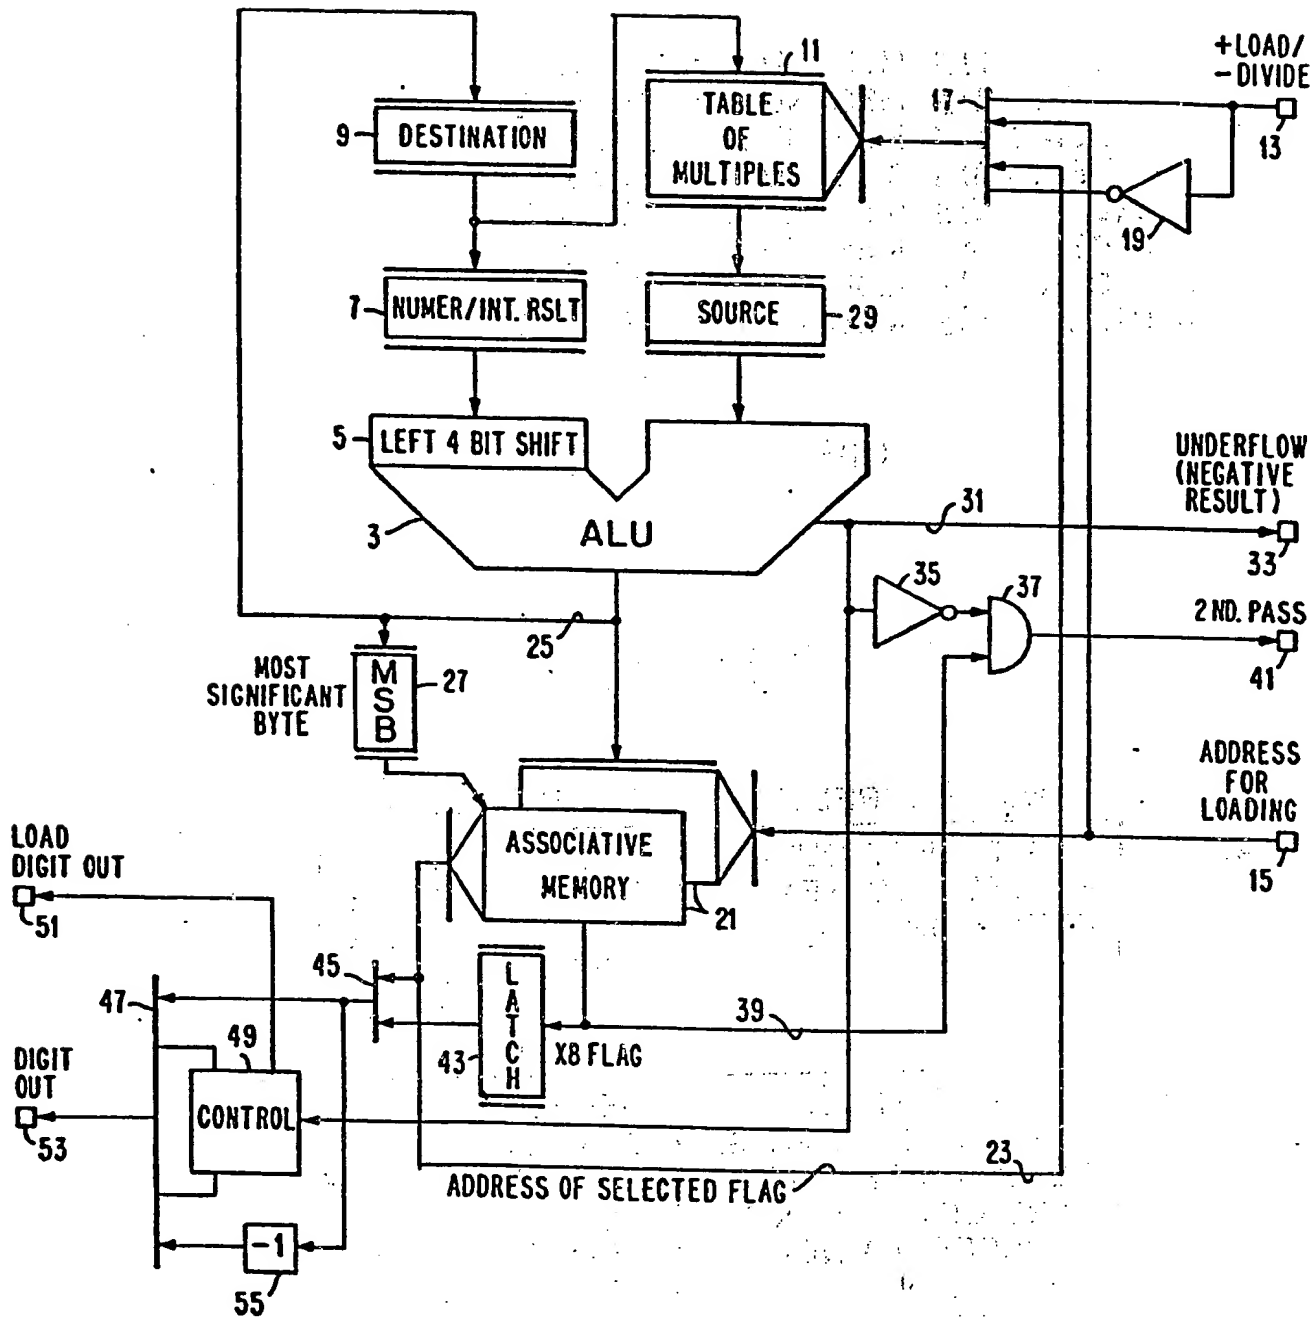 +LOAD/
-DIVIDE
13
11
17
TABLE
OF
MULTIPLES
9
DESTINATION
19
7
NUMER/INT. RSLT
SOURCE
29
5
LEFT 4 BIT SHIFT
UNDERFLOW
(NEGATIVE
RESULT)
3
ALU
31
33
35
37
2 ND. PASS
41
25
MOST
SIGNIFICANT
BYTE
M
S
B
27
ADDRESS
FOR
LOADING
15
LOAD
DIGIT OUT
51
ASSOCIATIVE
MEMORY
21
45
L
A
T
C
H
43
X8 FLAG
39
47
49
DIGIT
OUT
53
CONTROL
23
ADDRESS OF SELECTED FLAG
-1
55